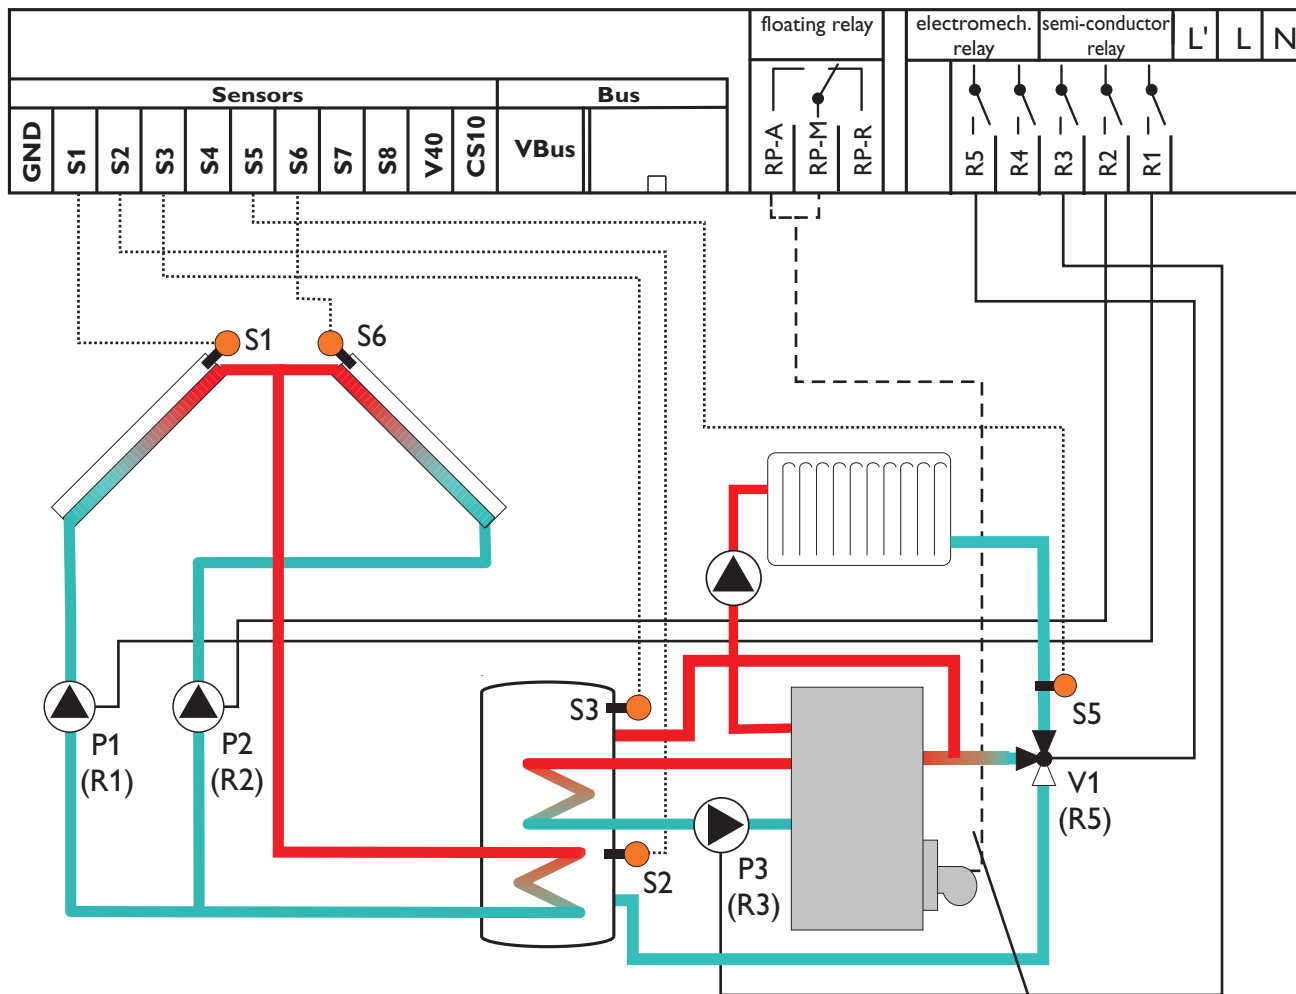 floating relay
electromech.
relay
semi-conductor
relay
L'
L
N
Sensors
Bus
GND
S1
S2
S3
S4
S5
S6
S7
S8
V40
CS10
VBus
RP-A
RP-M
RP-R
R5
R4
R3
R2
R1
S1
S6
S3
S5
P1
(R1)
P2
(R2)
V1
(R5)
S2
P3
(R3)